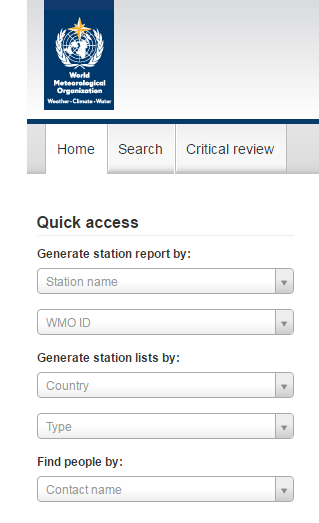 World
Meteorological
Organization
Weather • Climate • Water
Home Search Critical review
Quick access
Generate station report by:
Station name
WMO ID
Generate station lists by:
Country
Type
Find people by:
Contact name